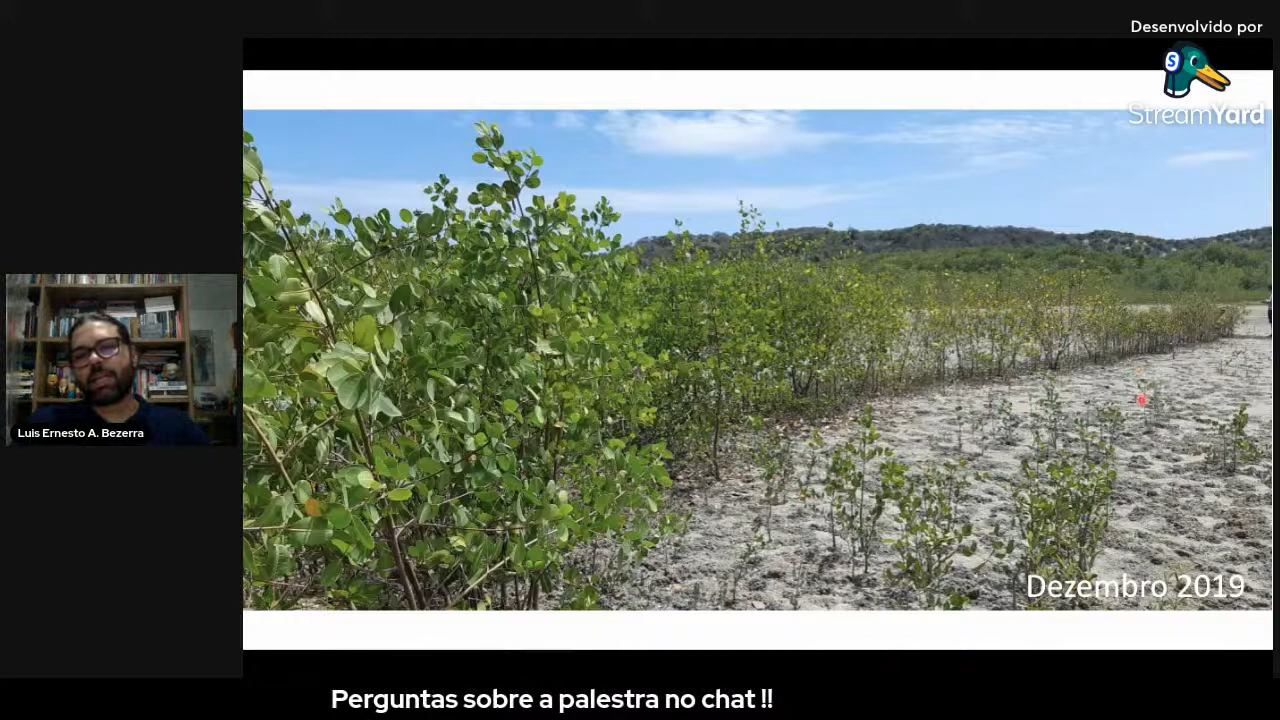 Desenvolvido por
S
StreamYard
Luis Ernesto A. Bezerra
Dezembro 2019
Perguntas sobre a palestra no chat !!